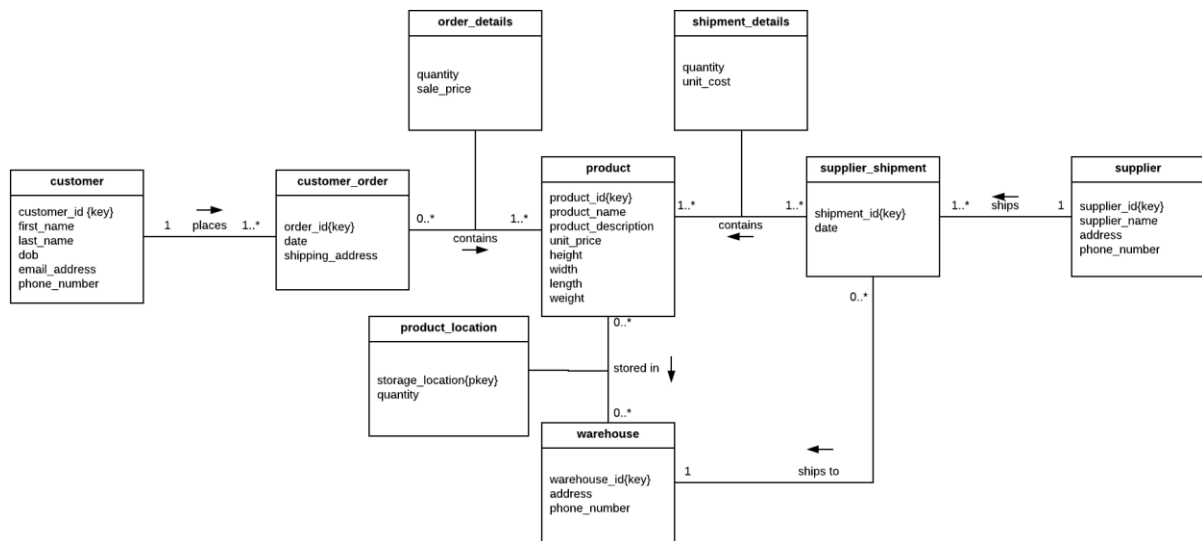 order_details
quantity
sale_price
shipment_details
quantity
unit_cost
customer
customer_id {key}
first_name
last_name
dob
email_address
phone_number
1
places
1..*
customer_order
order_id{key}
date
shipping_address
0..*
contains
1..*
product
product_id{key}
product_name
product_description
unit_price
height
width
length
weight
1..*
contains
1..*
supplier_shipment
shipment_id{key}
date
1..*
ships
1
supplier
supplier_id{key}
supplier_name
address
phone_number
product_location
storage_location{pkey}
quantity
0..*
stored in
0..*
0..*
warehouse
warehouse_id{key}
address
phone_number
1
ships to